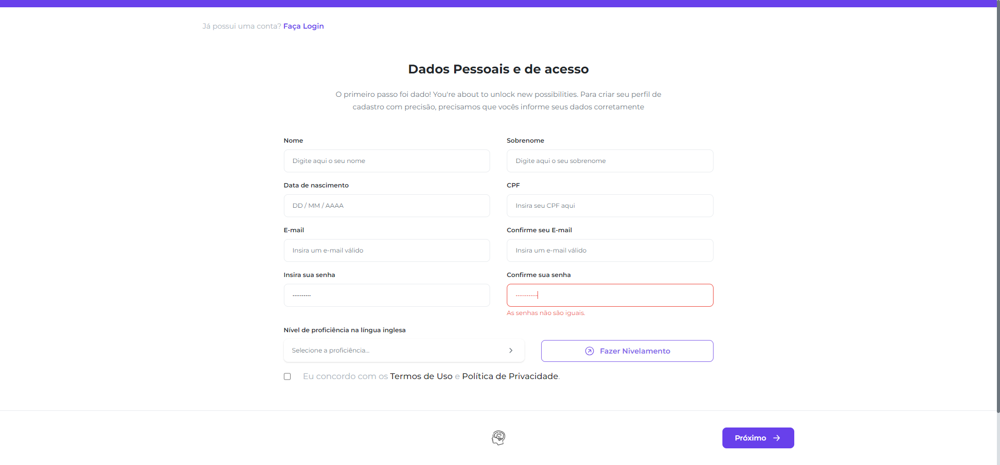 Já possui uma conta? Faça Login
Dados Pessoais e de acesso
O primeiro passo foi dado! You're about to unlock new possibilities. Para criar seu perfil de
cadastro com precisão, precisamos que vocês informe seus dados corretamente
Nome
Sobrenome
Digite aqui o seu nome
Digite aqui o seu sobrenome
Data de nascimento
CPF
DD / MM / AAAA
Insira seu CPF aqui
E-mail
Confirme seu E-mail
Insira um e-mail válido
Insira um e-mail válido
Insira sua senha
Confirme sua senha
··········
············
As senhas não são iguais.
Nível de proficiência na língua inglesa
Selecione a proficiência...
Fazer Nivelamento
Eu concordo com os Termos de Uso e Política de Privacidade.
Próximo